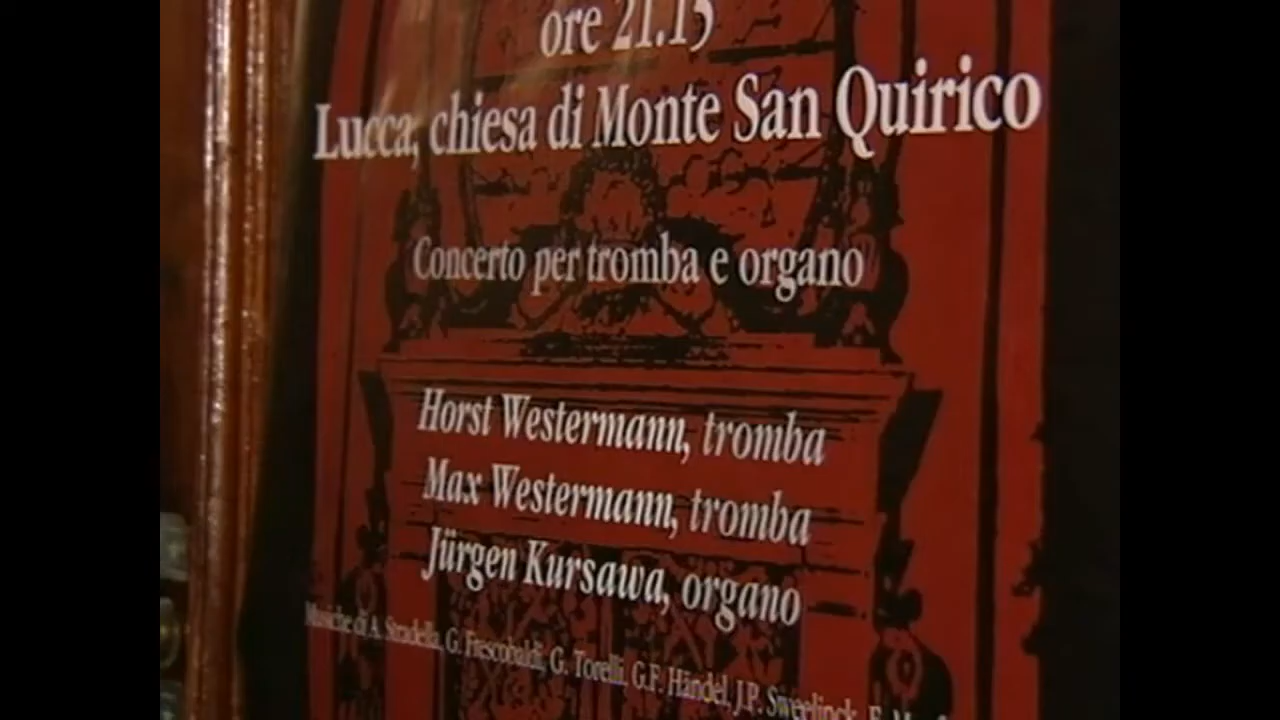 ore 21.15
Lucca, chiesa di Monte San Quirico
Concerto per tromba e organo
Horst Westermann, tromba
Max Westermann, tromba
Jürgen Kursawa, organo
Musiche di A. Stradella, G. Frescobaldi, G. Torelli, G.F. Händel, J.P. Sweelinck,